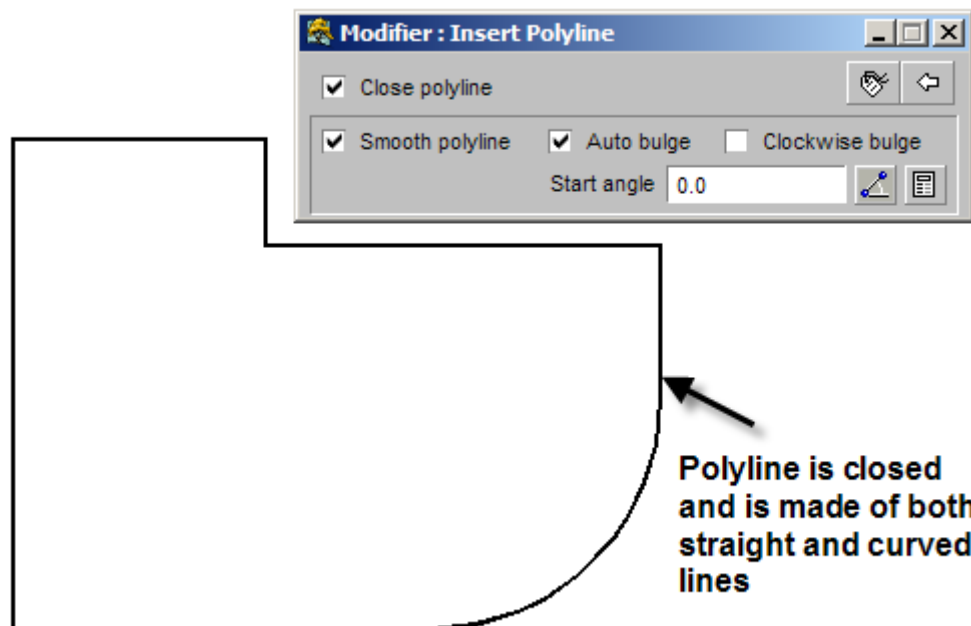 Modifier : Insert Polyline
Close polyline
Smooth polyline Auto bulge Clockwise bulge
Start angle 0.0
Polyline is closed
and is made of both
straight and curved
lines